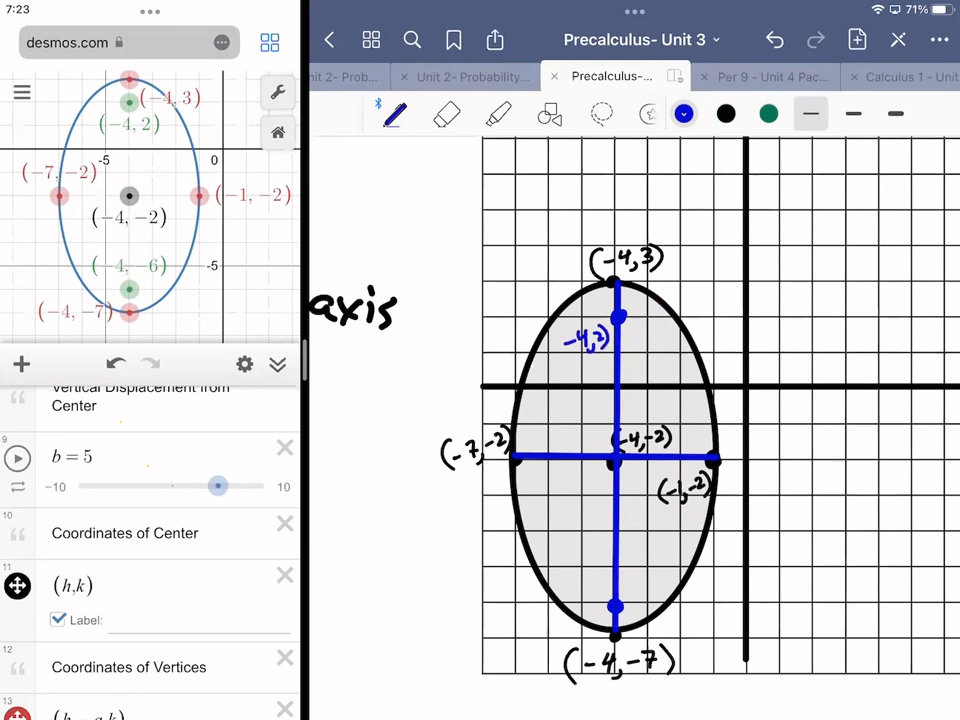 7:23
71%
desmos.com
Precalculus- Unit 3
nit 2- Prob...
Unit 2- Probability...
Precalculus-...
Per 9 - Unit 4 Pac...
Calculus 1 - Unit
(−4, 3)
(−4, 2)
-5
0
(−7, −2)
(−1, −2)
(−4, −2)
(−4, −6)
-5
(−4, −7)
Vertical Displacement from
Center
9
b = 5
−10
10
10
Coordinates of Center
11
(h,k)
Label:
12
Coordinates of Vertices
13
(h − a,k)
axis
(-4,3)
-4,2)
(-4,-2)
(-7,-2)
(-1,-2)
(-4,-7)